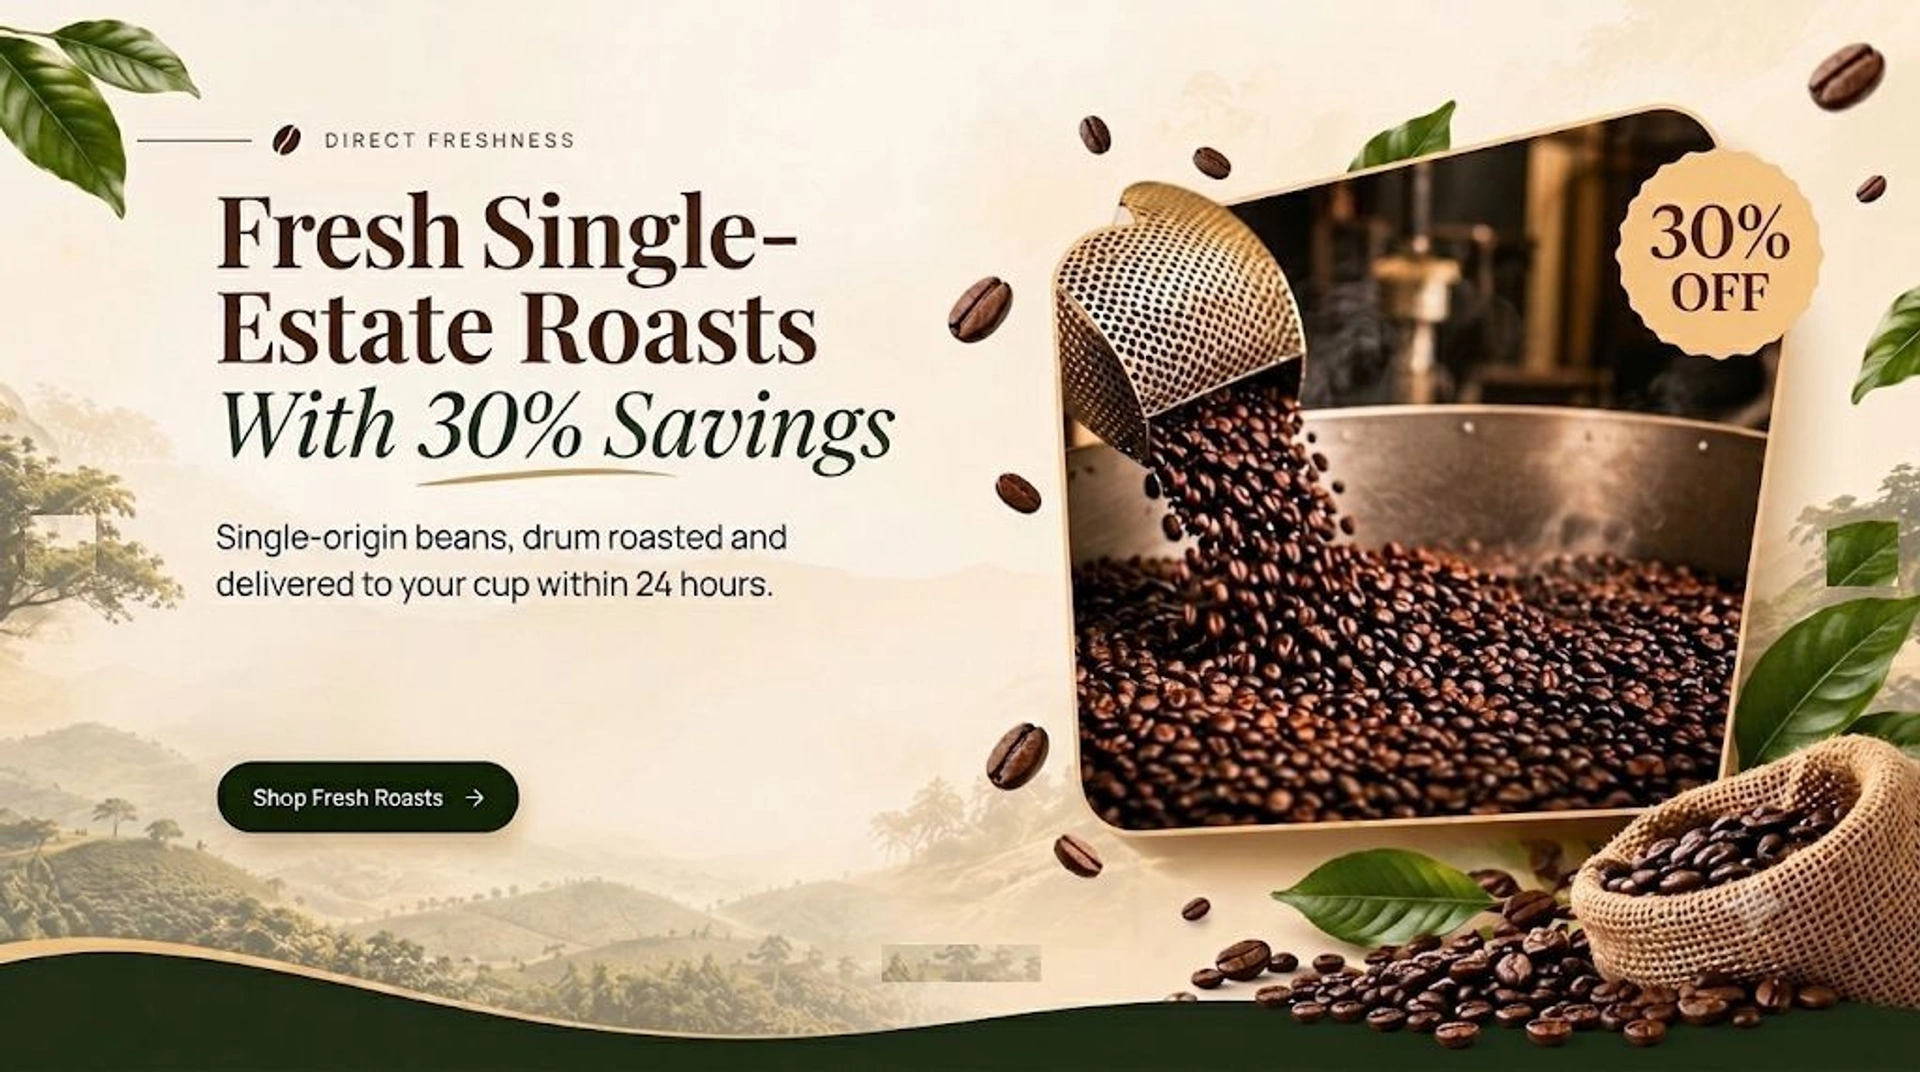 DIRECT FRESHNESS
Fresh Single-
Estate Roasts
With 30% Savings
Single-origin beans, drum roasted and
delivered to your cup within 24 hours.
Shop Fresh Roasts →
30%
OFF